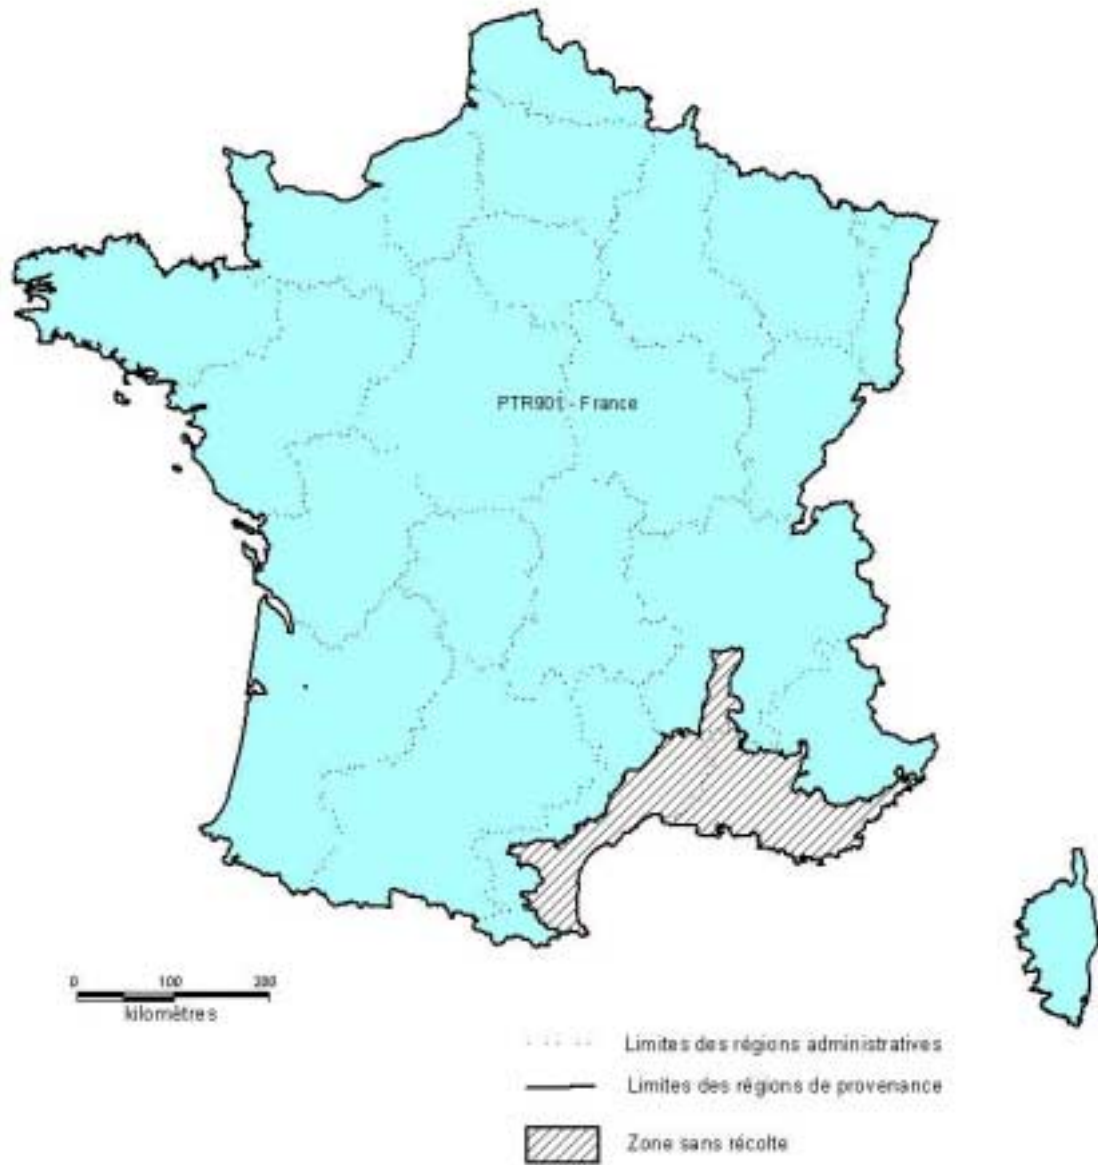 PTR901 - France
0 100 200
kilomètres
Limites des régions administratives
Limites des régions de provenance
Zone sans récolte